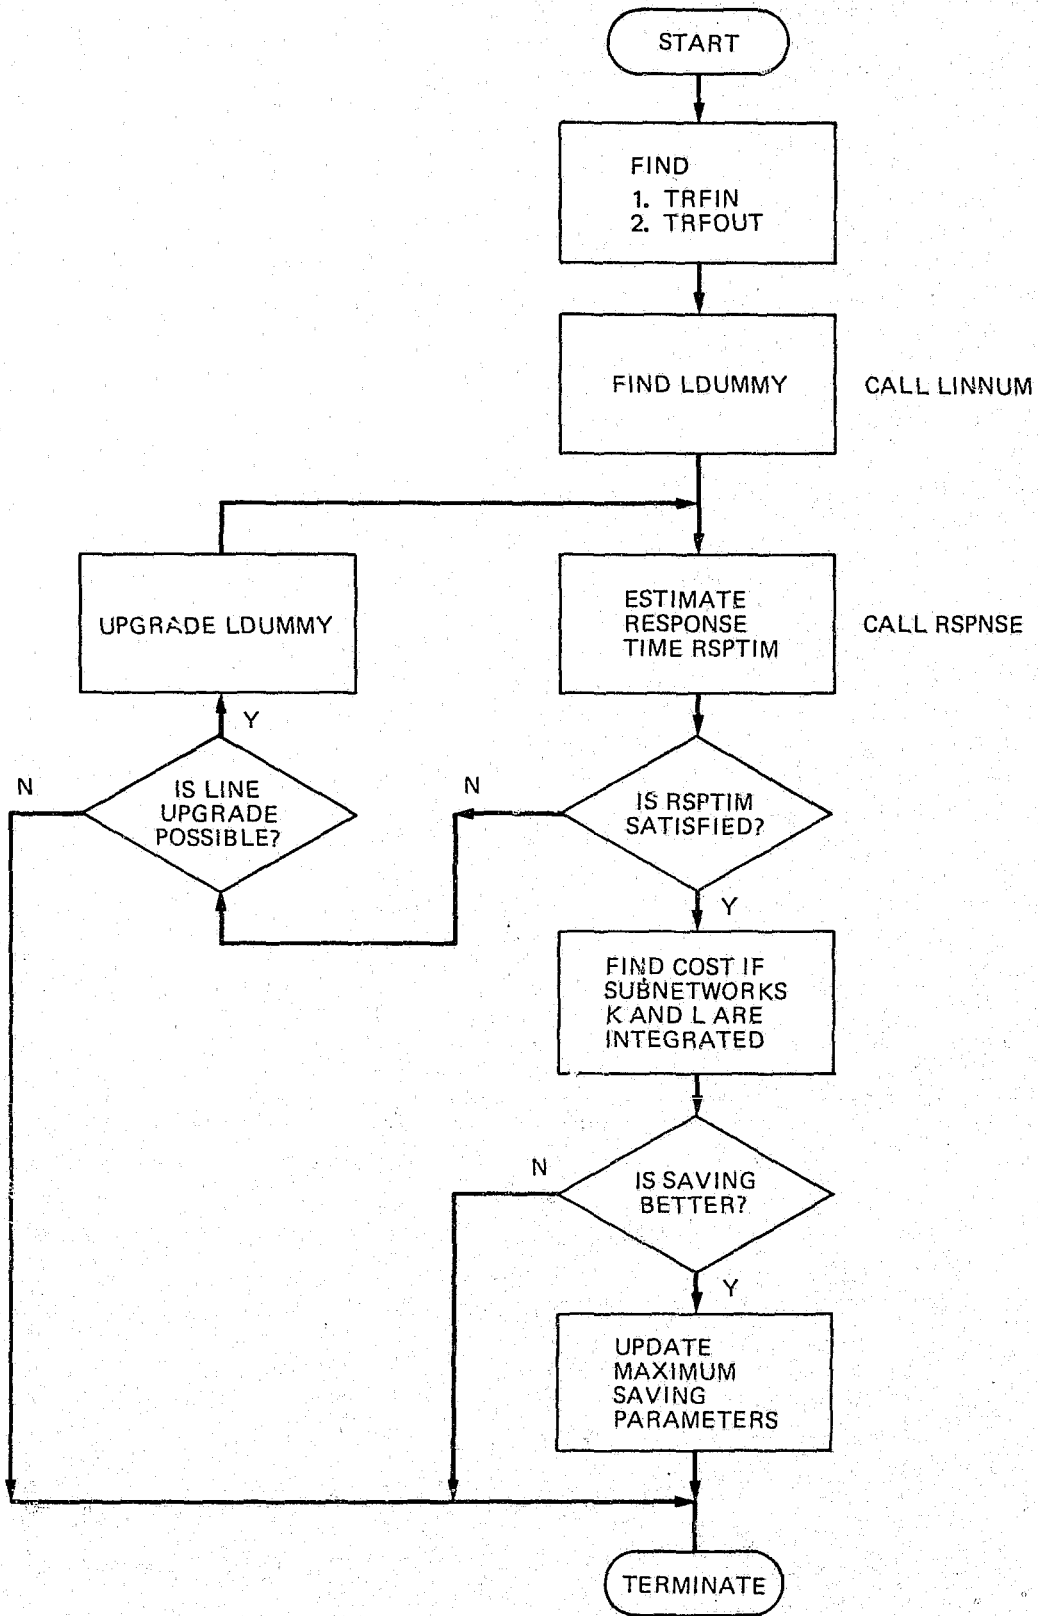 START
FIND
1. TRFIN
2. TRFOUT
FIND LDUMMY
CALL LINNUM
UPGRADE LDUMMY
ESTIMATE
RESPONSE
TIME RSPTIM
CALL RSPNSE
Y
N
IS LINE
UPGRADE
POSSIBLE?
N
IS RSPTIM
SATISFIED?
Y
FIND COST IF
SUBNETWORKS
K AND L ARE
INTEGRATED
N
IS SAVING
BETTER?
Y
UPDATE
MAXIMUM
SAVING
PARAMETERS
TERMINATE